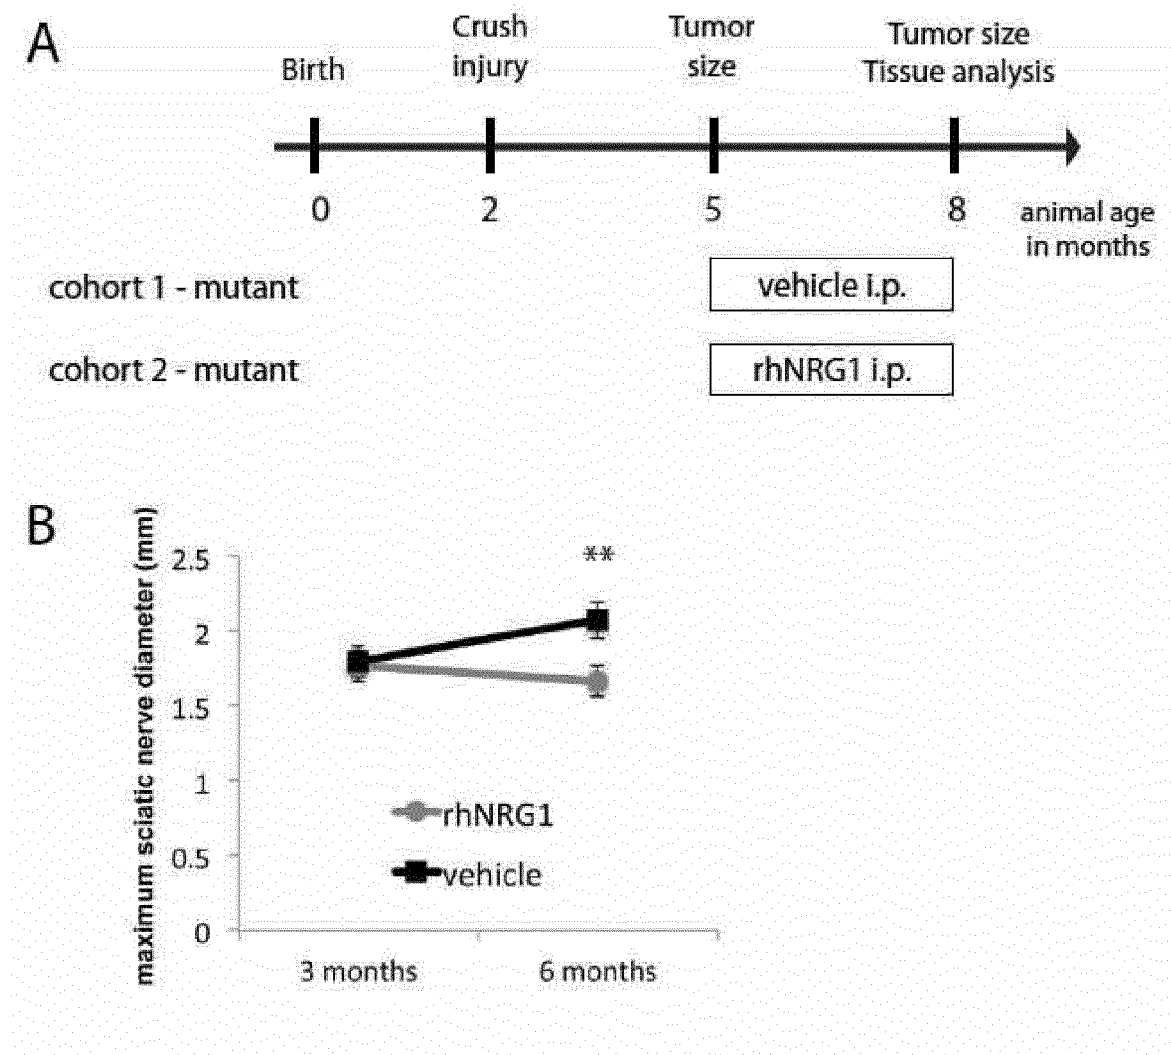 A
Birth
Crush
injury
Tumor
size
Tumor size
Tissue analysis
0
2
5
8
animal age
in months
cohort 1 - mutant
vehicle i.p.
cohort 2 - mutant
rhNRG1 i.p.
B
maximum sciatic nerve diameter (mm)
2.5
2
1.5
1
0.5
0
**
rhNRG1
vehicle
3 months
6 months